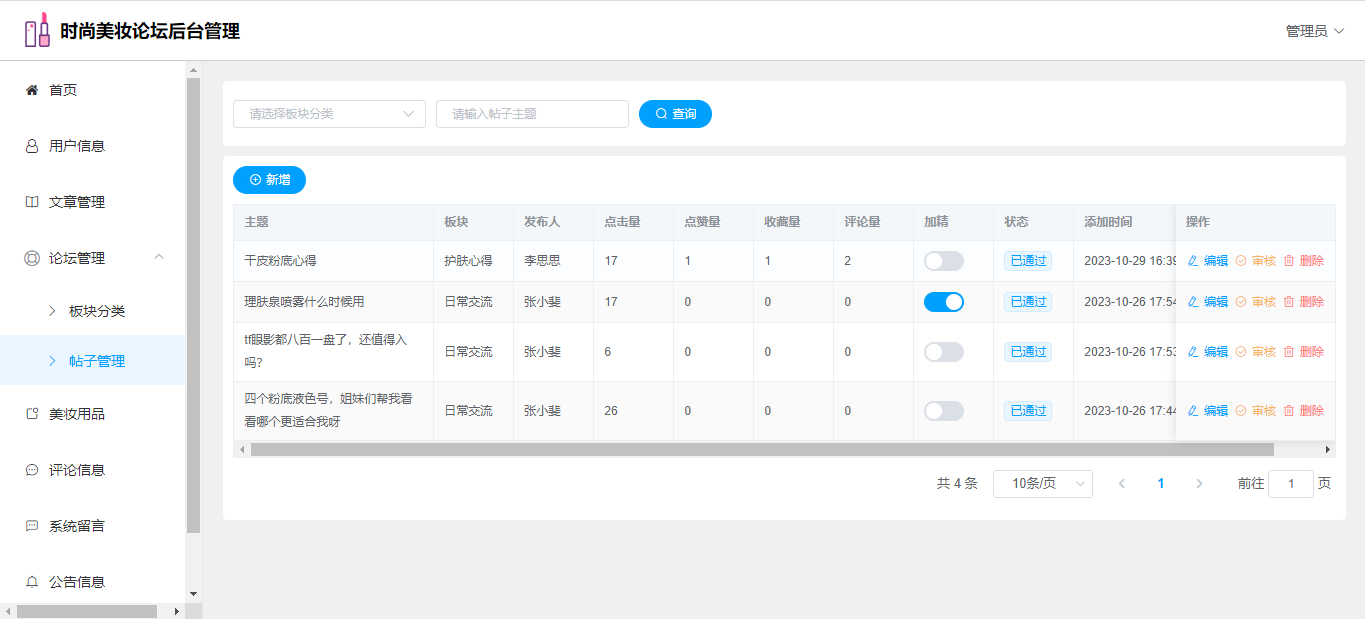 时尚美妆论坛后台管理
管理员
首页
用户信息
文章管理
论坛管理
板块分类
帖子管理
美妆用品
评论信息
系统留言
公告信息
请选择板块分类 请输入帖子主题 查询
新增
主题 板块 发布人 点击量 点赞量 收藏量 评论量 加精 状态 添加时间 操作
干皮粉底心得 护肤心得 李思思 17 1 1 2 已通过 2023-10-29 16:39 编辑 审核 删除
理肤泉喷雾什么时候用 日常交流 张小斐 17 0 0 0 已通过 2023-10-26 17:54 编辑 审核 删除
tf眼影都八百一盘了，还值得入
吗？ 日常交流 张小斐 6 0 0 0 已通过 2023-10-26 17:53 编辑 审核 删除
四个粉底液色号，姐妹们帮我看
看哪个更适合我呀 日常交流 张小斐 26 0 0 0 已通过 2023-10-26 17:44 编辑 审核 删除
共 4 条 10条/页 1 前往 1 页